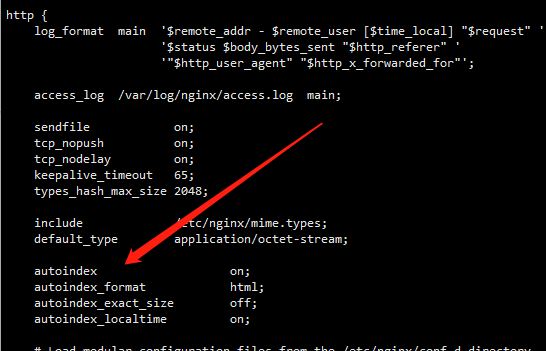 http {
    log_format  main  '$remote_addr - $remote_user [$time_local] "$request" '
                      '$status $body_bytes_sent "$http_referer" '
                      '"$http_user_agent" "$http_x_forwarded_for"';
    access_log  /var/log/nginx/access.log  main;
    sendfile            on;
    tcp_nopush          on;
    tcp_nodelay         on;
    keepalive_timeout   65;
    types_hash_max_size 2048;
    include             /etc/nginx/mime.types;
    default_type        application/octet-stream;
    autoindex                   on;
    autoindex_format            html;
    autoindex_exact_size        off;
    autoindex_localtime         on;
    # Load modular configuration files from the /etc/nginx/conf.d directory.